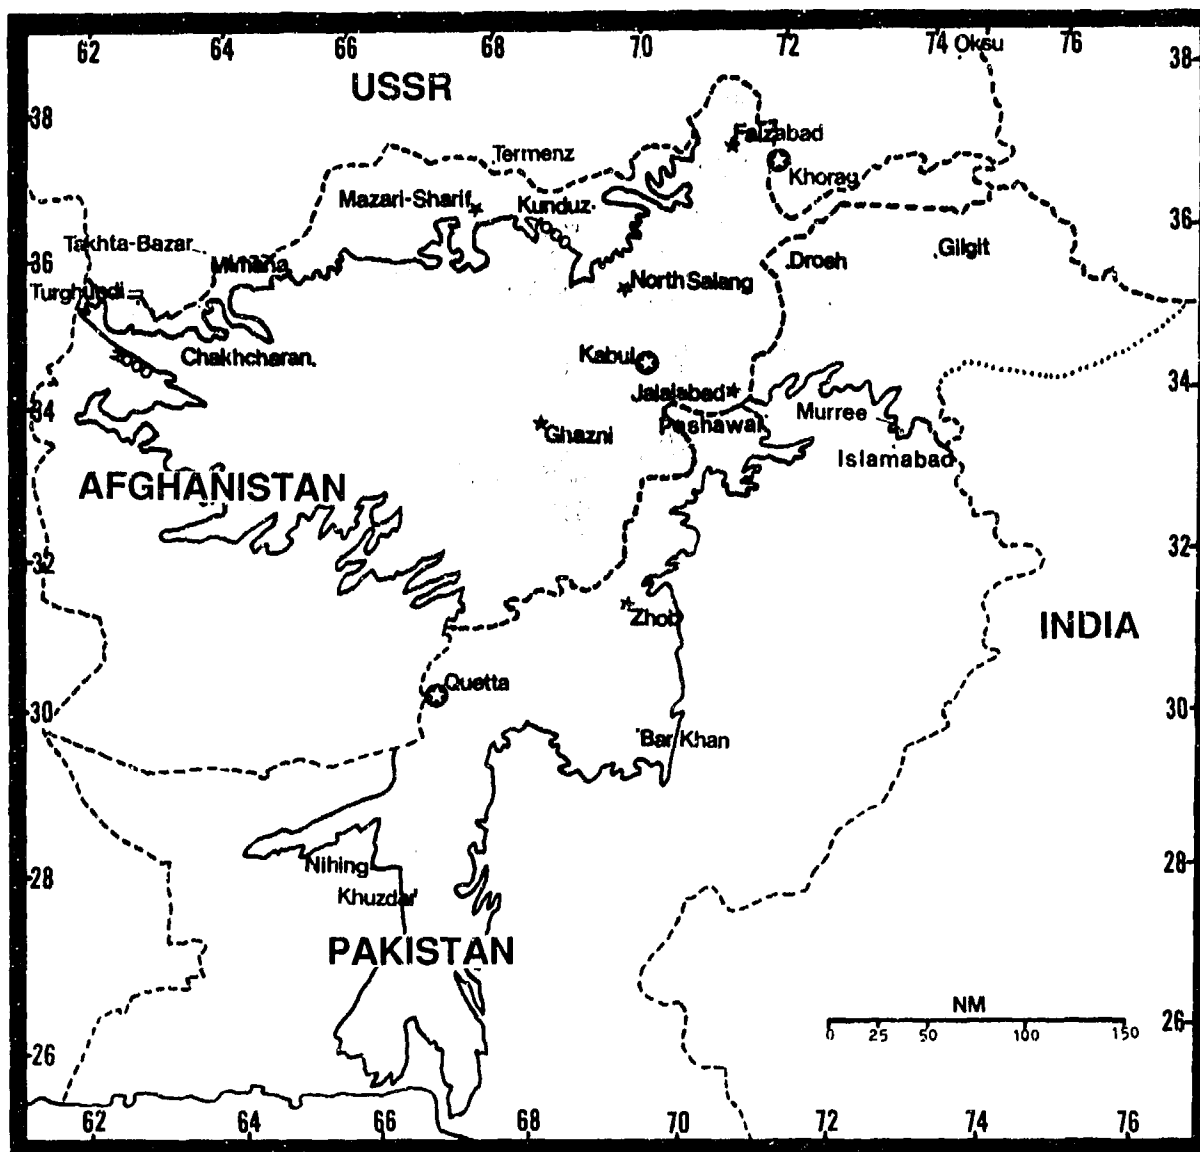 62 64 66 68 70 72 74 Oksu 76
38
USSR
38
Faizabad
Termenz
Khorag
Mazari-Sharif
Kunduz
36
Takhta-Bazar
Gilgit
Drosh
36
Turghundi
North Salang
Kabul
Chakhcharan
34
Jalalabad
34
Murree
Ghazni
Islamabad
AFGHANISTAN
32
32
Zhob
INDIA
Quetta
30
30
Bar Khan
28
Nihing
28
Khuzdar
PAKISTAN
NM
26
0 25 50 100 150
26
62 64 66 68 70 72 74 76